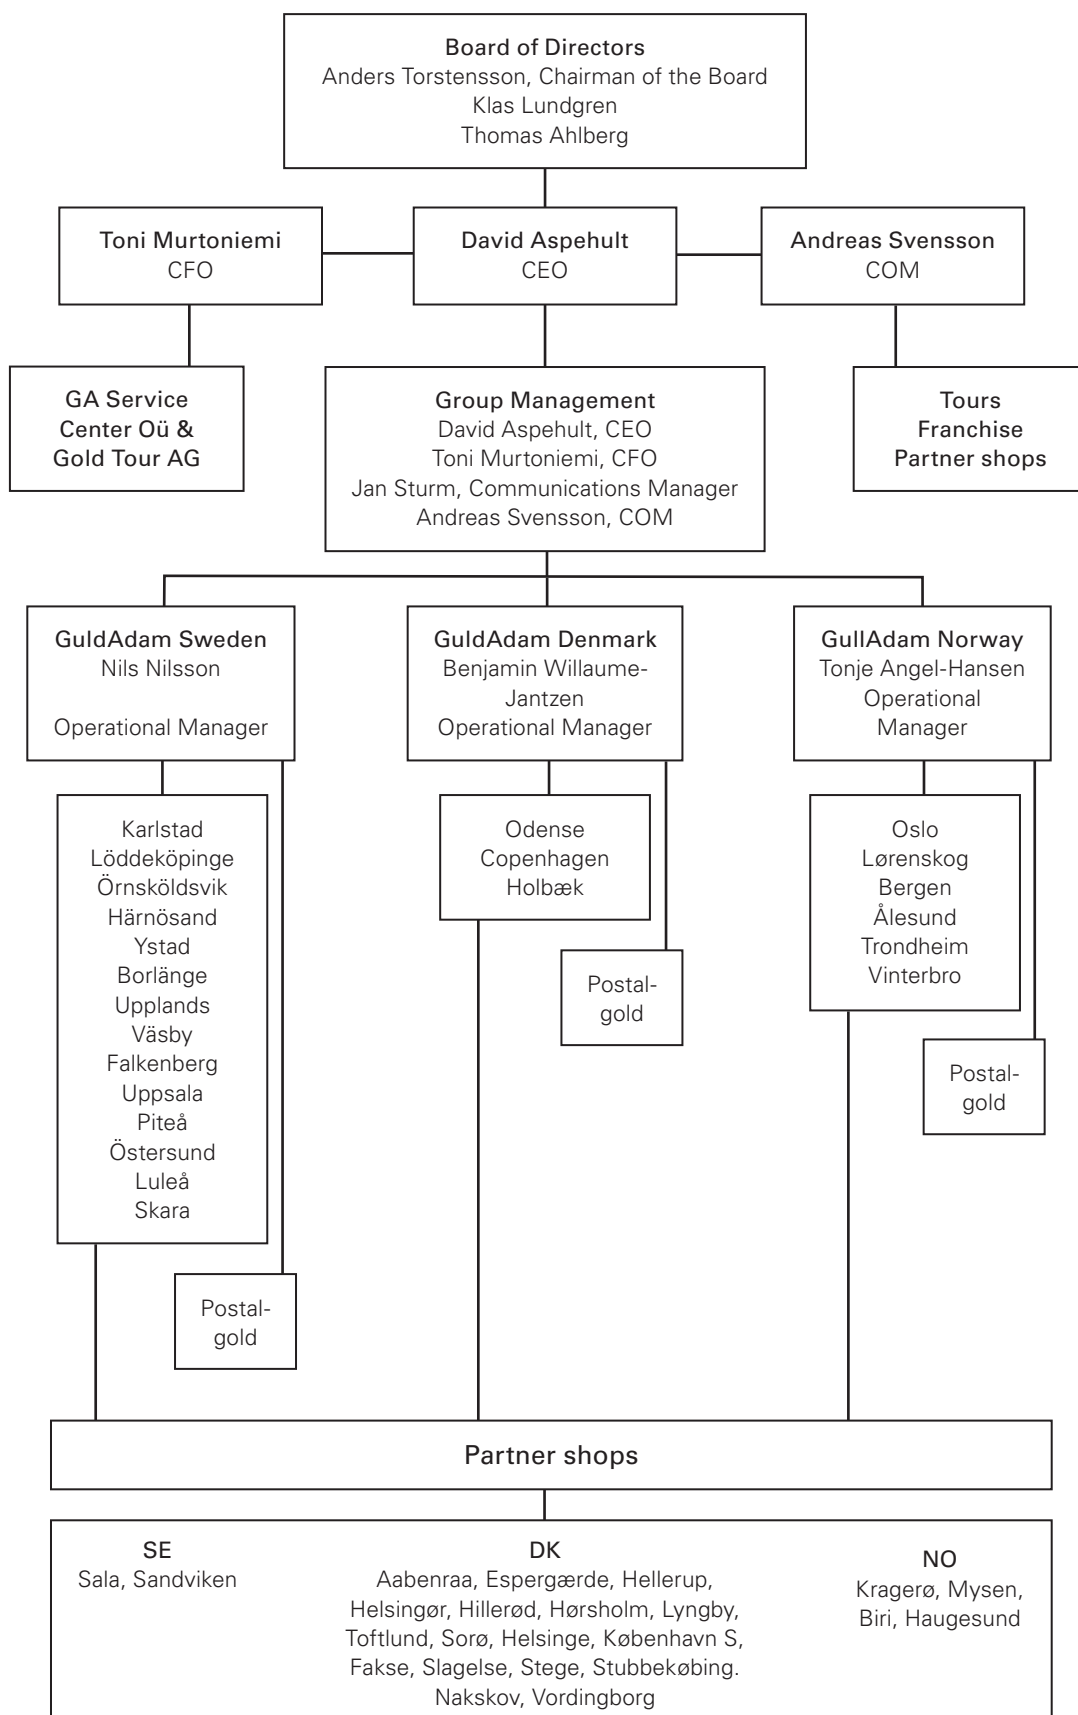 Board of Directors
Anders Torstensson, Chairman of the Board
Klas Lundgren
Thomas Ahlberg
Toni Murtoniemi
CFO
David Aspehult
CEO
Andreas Svensson
COM
GA Service
Center Oü &
Gold Tour AG
Group Management
David Aspehult, CEO
Toni Murtoniemi, CFO
Jan Sturm, Communications Manager
Andreas Svensson, COM
Tours
Franchise
Partner shops
GuldAdam Sweden
Nils Nilsson
Operational Manager
GuldAdam Denmark
Benjamin Willaume-
Jantzen
Operational Manager
GullAdam Norway
Tonje Angel-Hansen
Operational
Manager
Karlstad
Löddeköpinge
Örnsköldsvik
Härnösand
Ystad
Borlänge
Upplands
Väsby
Falkenberg
Uppsala
Piteå
Östersund
Luleå
Skara
Odense
Copenhagen
Holbæk
Oslo
Lørenskog
Bergen
Ålesund
Trondheim
Vinterbro
Postal-
gold
Postal-
gold
Postal-
gold
Partner shops
SE
Sala, Sandviken
DK
Aabenraa, Espergærde, Hellerup,
Helsingør, Hillerød, Hørsholm, Lyngby,
Toftlund, Sorø, Helsinge, København S,
Fakse, Slagelse, Stege, Stubbekøbing.
Nakskov, Vordingborg
NO
Kragerø, Mysen,
Biri, Haugesund